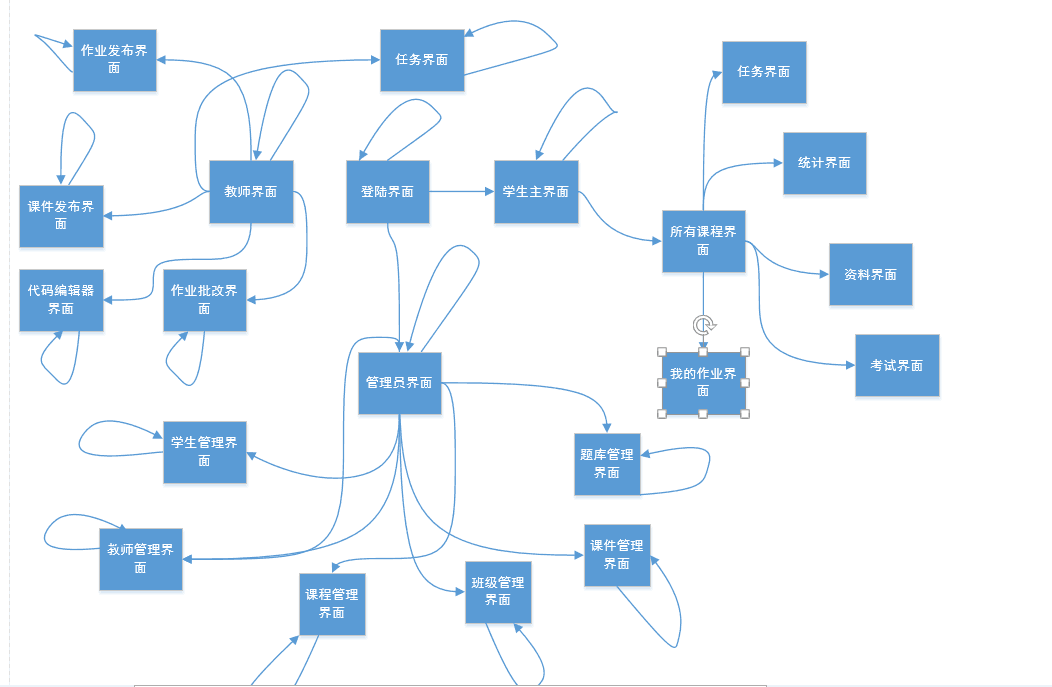 作业发布界
面
任务界面
任务界面
统计界面
教师界面
登陆界面
学生主界面
课件发布界
面
所有课程界
面
资料界面
代码编辑器
界面
作业批改界
面
管理员界面
我的作业界
面
考试界面
学生管理界
面
题库管理
界面
教师管理界
面
课件管理
界面
课程管理
界面
班级管理
界面